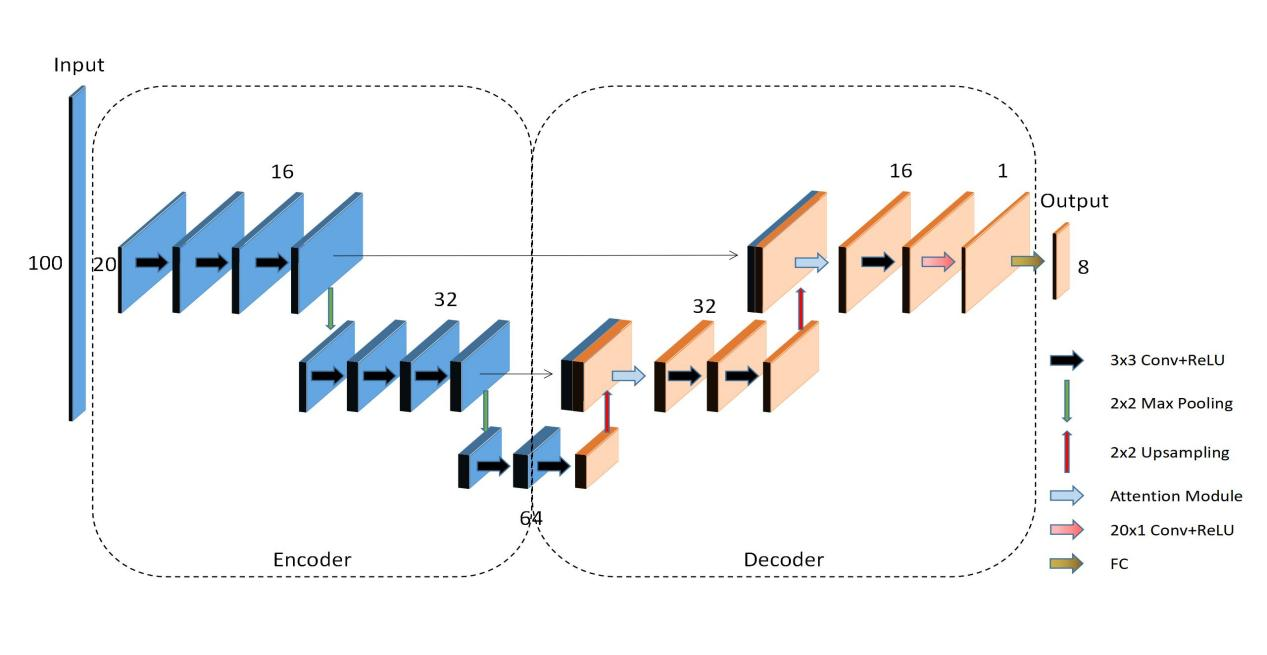 Input
16
16
1
Output
100
20
8
32
32
64
Encoder
Decoder
3x3 Conv+ReLU
2x2 Max Pooling
2x2 Upsampling
Attention Module
20x1 Conv+ReLU
FC